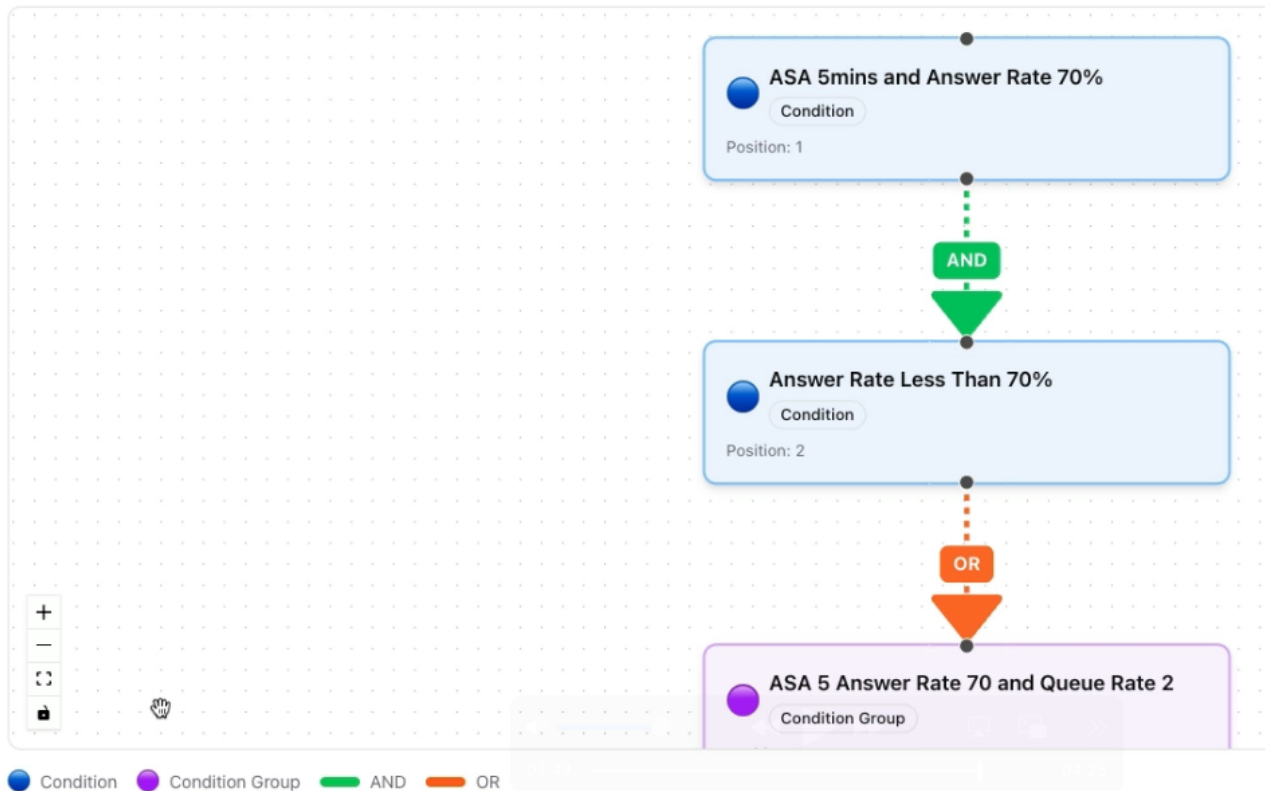 ASA 5mins and Answer Rate 70%
Condition
Position: 1
AND
Answer Rate Less Than 70%
Condition
Position: 2
OR
ASA 5 Answer Rate 70 and Queue Rate 2
Condition Group
Condition Condition Group AND OR